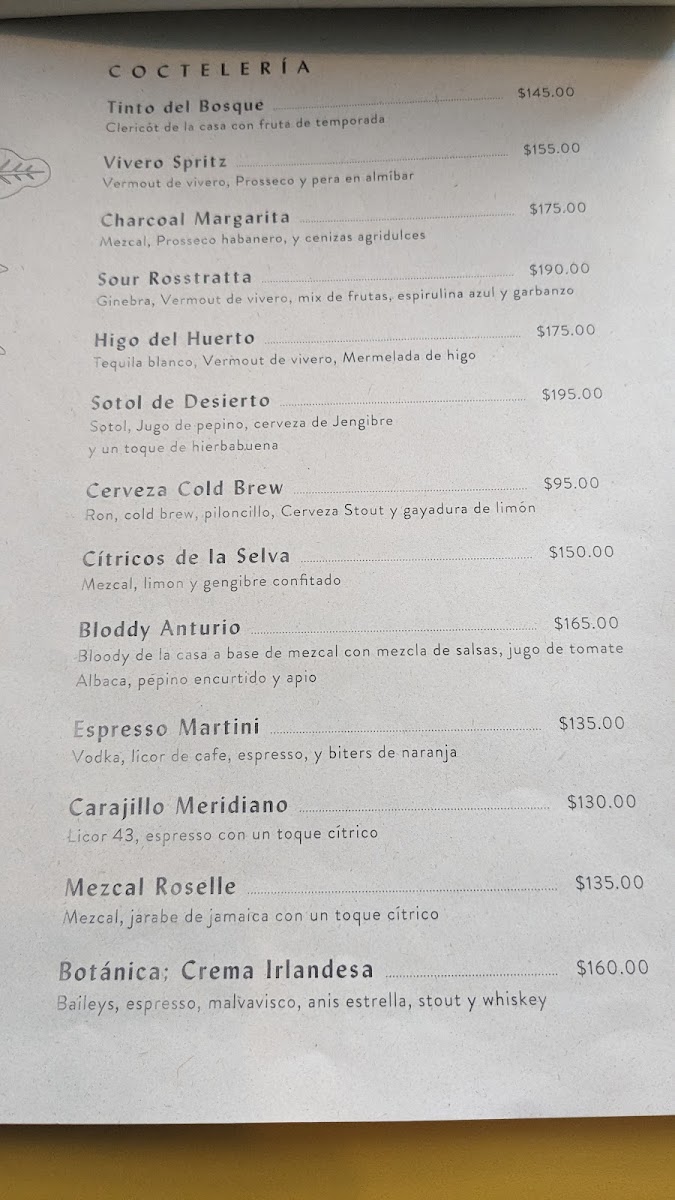 COCTELERÍA
Tinto del Bosque $145.00
Clericót de la casa con fruta de temporada
Vivero Spritz $155.00
Vermout de vivero, Prosseco y pera en almíbar
Charcoal Margarita $175.00
Mezcal, Prosseco habanero, y cenizas agridulces
Sour Rosstratta $190.00
Ginebra, Vermout de vivero, mix de frutas, espirulina azul y garbanzo
Higo del Huerto $175.00
Tequila blanco, Vermout de vivero, Mermelada de higo
Sotol de Desierto $195.00
Sotol, Jugo de pepino, cerveza de Jengibre
y un toque de hierbabuena
Cerveza Cold Brew $95.00
Ron, cold brew, piloncillo, Cerveza Stout y gayadura de limón
Cítricos de la Selva $150.00
Mezcal, limon y gengibre confitado
Bloddy Anturio $165.00
Bloody de la casa a base de mezcal con mezcla de salsas, jugo de tomate
Albaca, pepino encurtido y apio
Espresso Martini $135.00
Vodka, licor de cafe, espresso, y biters de naranja
Carajillo Meridiano $130.00
Licor 43, espresso con un toque cítrico
Mezcal Roselle $135.00
Mezcal, jarabe de jamaica con un toque cítrico
Botánica; Crema Irlandesa $160.00
Baileys, espresso, malvavisco, anis estrella, stout y whiskey